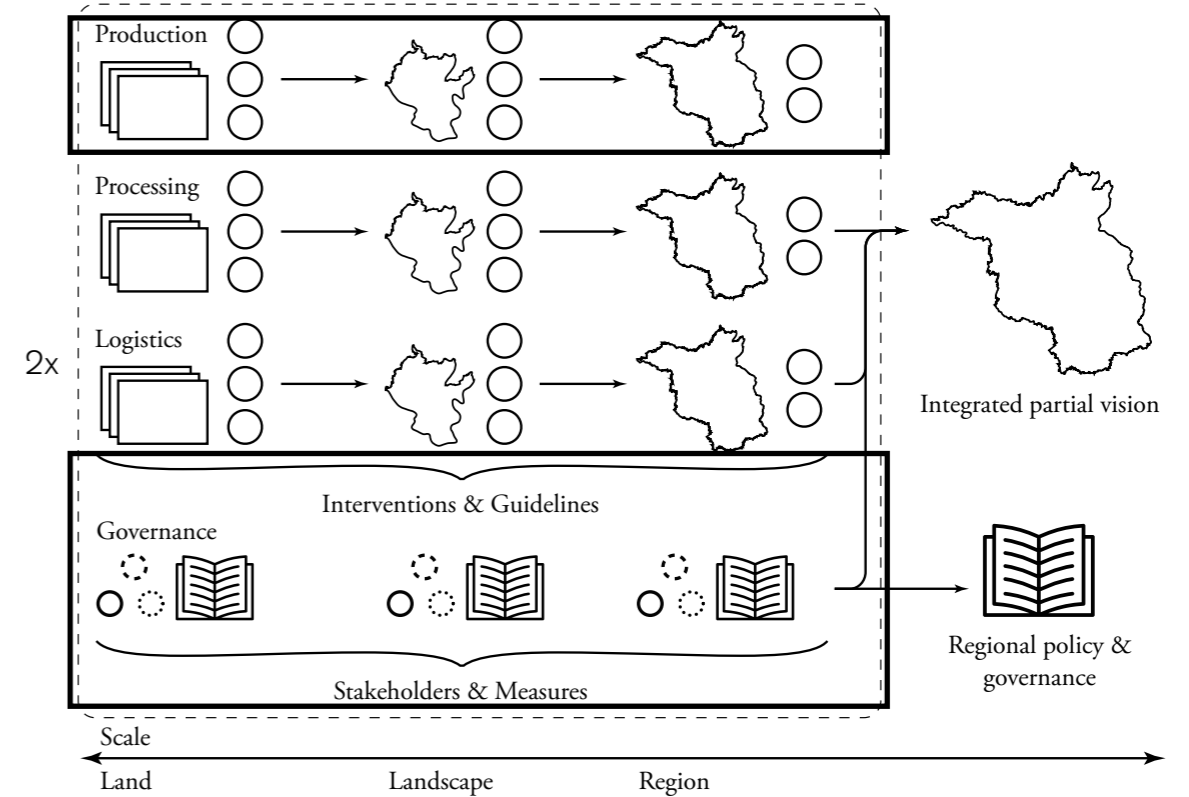 Production
Processing
Logistics
2x
Integrated partial vision
Interventions & Guidelines
Governance
Stakeholders & Measures
Regional policy &
governance
Scale
Land
Landscape
Region